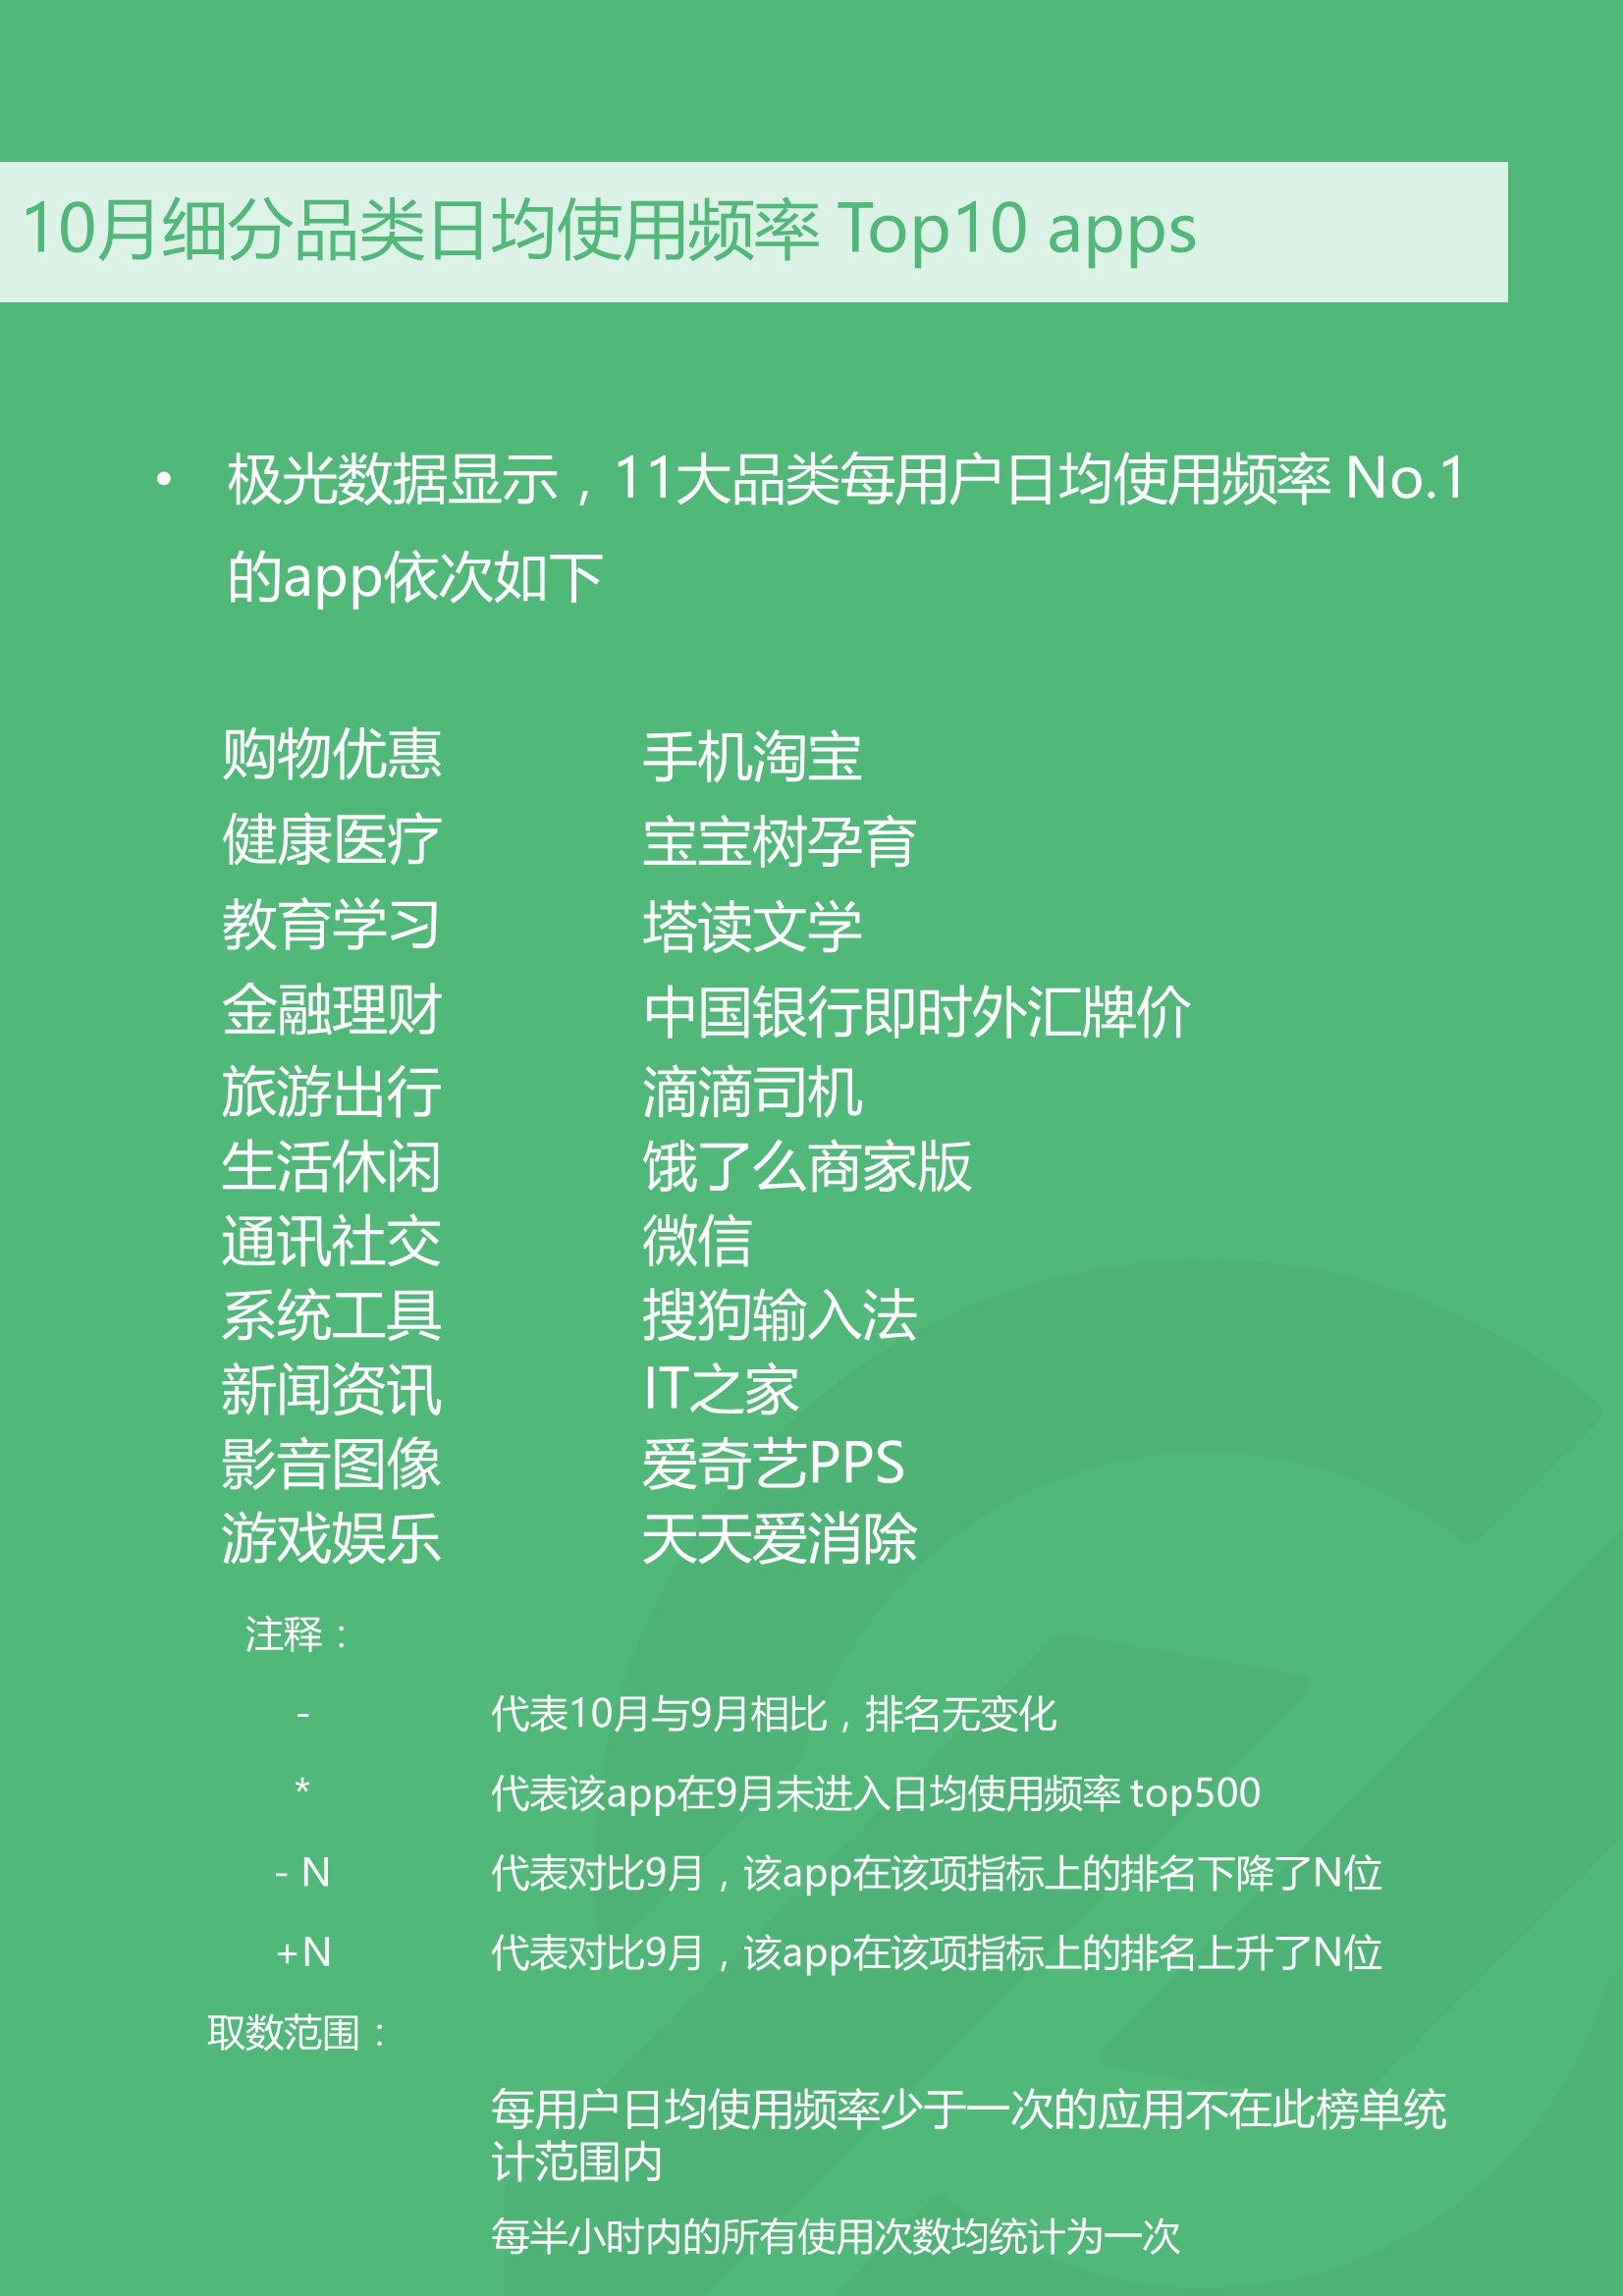 10月细分品类日均使用频率 Top10 apps
• 极光数据显示，11大品类每用户日均使用频率 No.1
的app依次如下
购物优惠 手机淘宝
健康医疗 宝宝树孕育
教育学习 塔读文学
金融理财 中国银行即时外汇牌价
旅游出行 滴滴司机
生活休闲 饿了么商家版
通讯社交 微信
系统工具 搜狗输入法
新闻资讯 IT之家
影音图像 爱奇艺PPS
游戏娱乐 天天爱消除
注释：
- 代表10月与9月相比，排名无变化
* 代表该app在9月未进入日均使用频率 top500
- N 代表对比9月，该app在该项指标上的排名下降了N位
+N 代表对比9月，该app在该项指标上的排名上升了N位
取数范围：
每用户日均使用频率少于一次的应用不在此榜单统
计范围内
每半小时内的所有使用次数均统计为一次